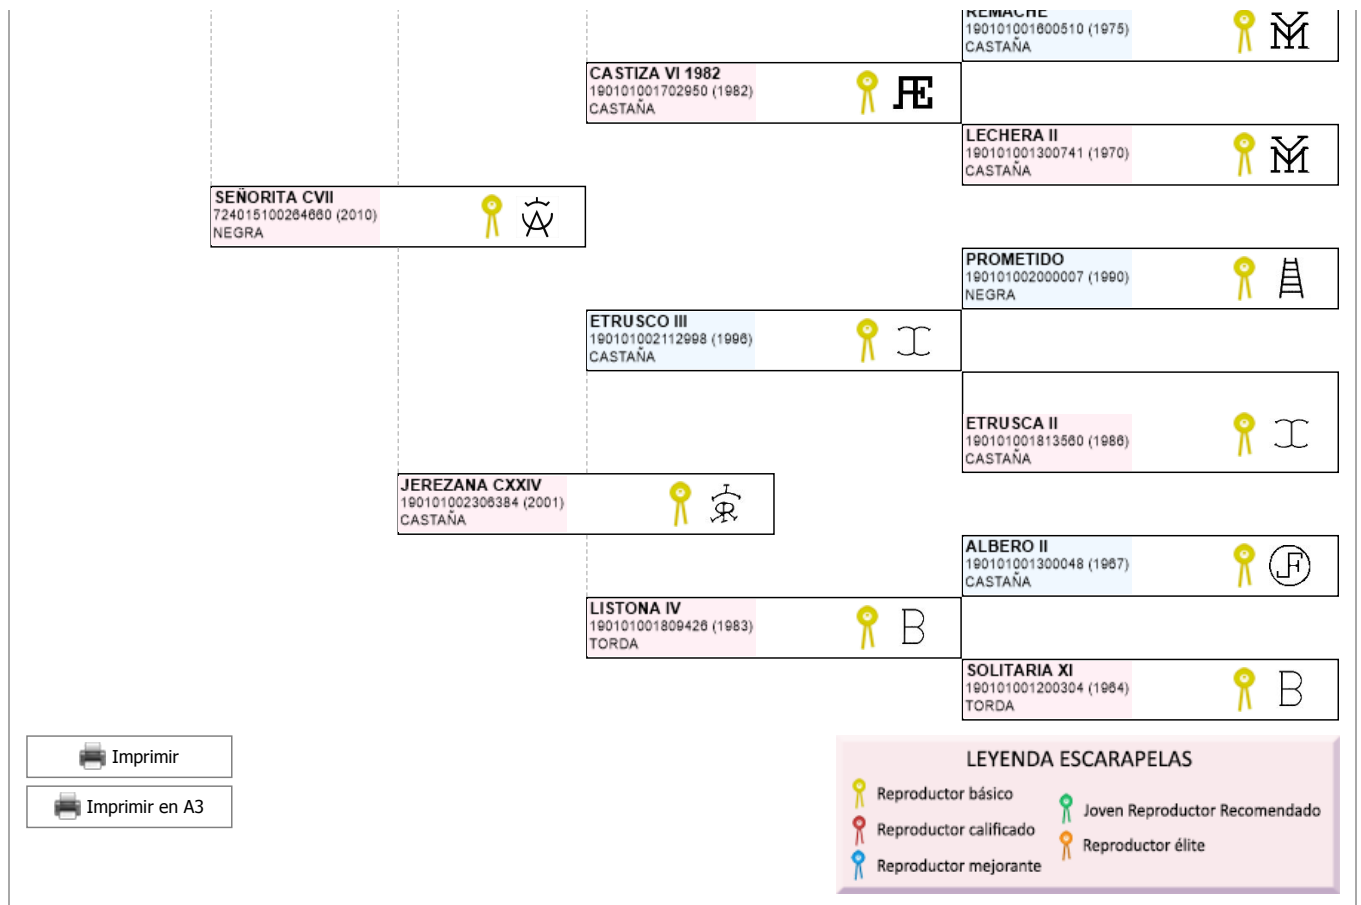 REMACHE
190101001600510 (1975)
CASTAÑA
CASTIZA VI 1982
190101001702950 (1982)
CASTAÑA
LECHERA II
190101001300741 (1970)
CASTAÑA
SEÑORITA CVII
724015100264660 (2010)
NEGRA
PROMETIDO
190101002000007 (1990)
NEGRA
ETRUSCO III
190101002112998 (1996)
CASTAÑA
ETRUSCA II
190101001813560 (1986)
CASTAÑA
JEREZANA CXXIV
190101002306384 (2001)
CASTAÑA
ALBERO II
190101001300048 (1967)
CASTAÑA
LISTONA IV
190101001809426 (1983)
TORDA
SOLITARIA XI
190101001200304 (1964)
TORDA
Imprimir
Imprimir en A3
LEYENDA ESCARAPELAS
Reproductor básico
Reproductor calificado
Reproductor mejorante
Joven Reproductor Recomendado
Reproductor élite